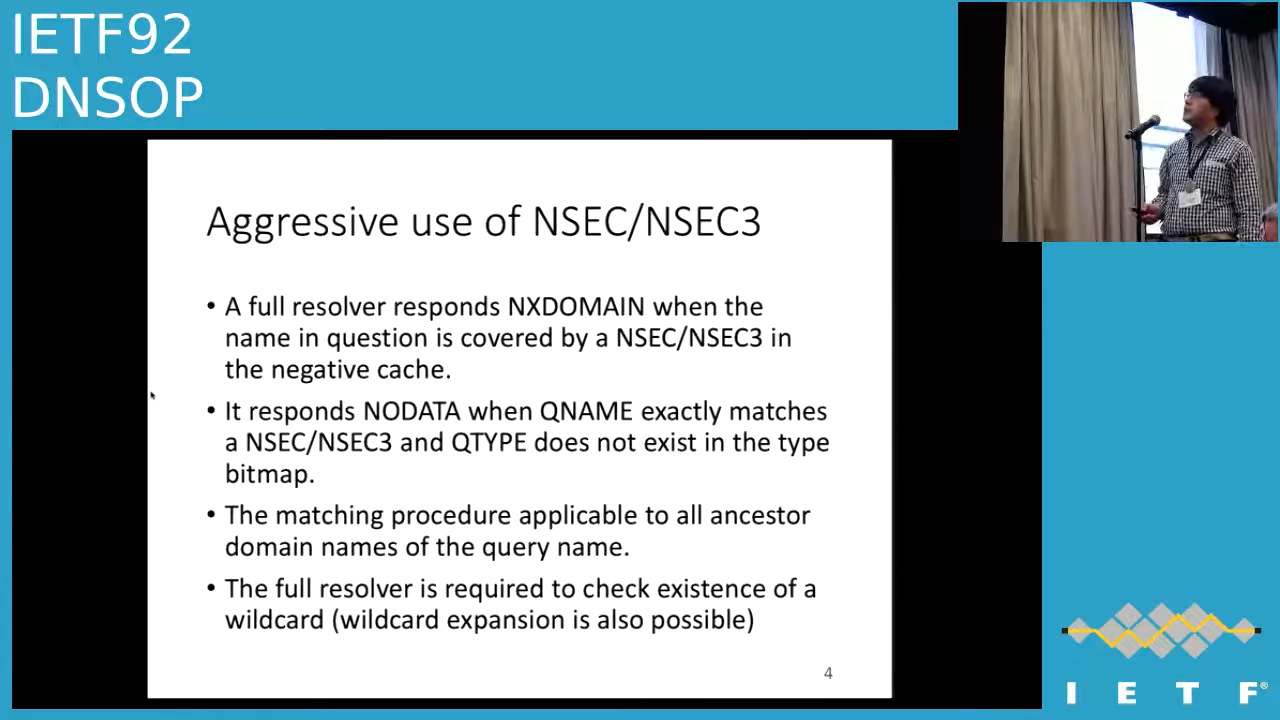 IETF92
DNSOP
Aggressive use of NSEC/NSEC3
• A full resolver responds NXDOMAIN when the
name in question is covered by a NSEC/NSEC3 in
the negative cache.
• It responds NODATA when QNAME exactly matches
a NSEC/NSEC3 and QTYPE does not exist in the type
bitmap.
• The matching procedure applicable to all ancestor
domain names of the query name.
• The full resolver is required to check existence of a
wildcard (wildcard expansion is also possible)
4
I E T F®